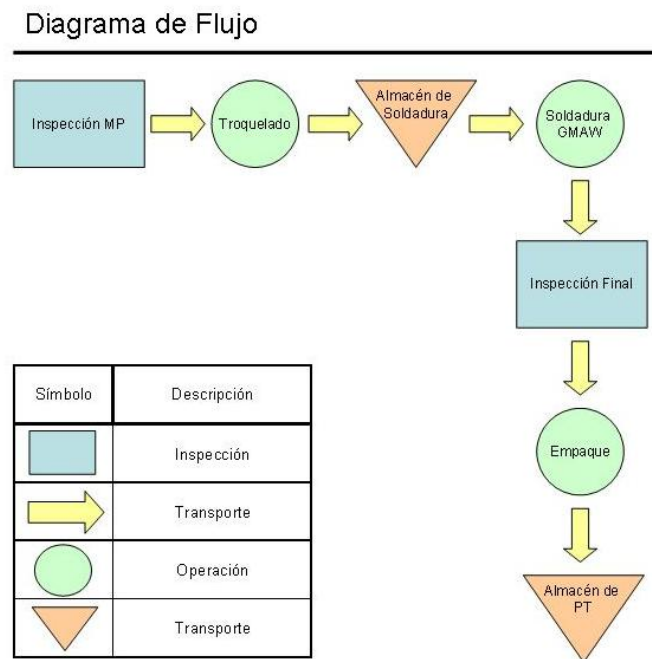 Diagrama de Flujo
Inspección MP
Troquelado
Almacén de
Soldadura
Soldadura
GMAW
Inspección Final
Empaque
Almacén de
PT
Símbolo
Descripción
Inspección
Transporte
Operación
Transporte